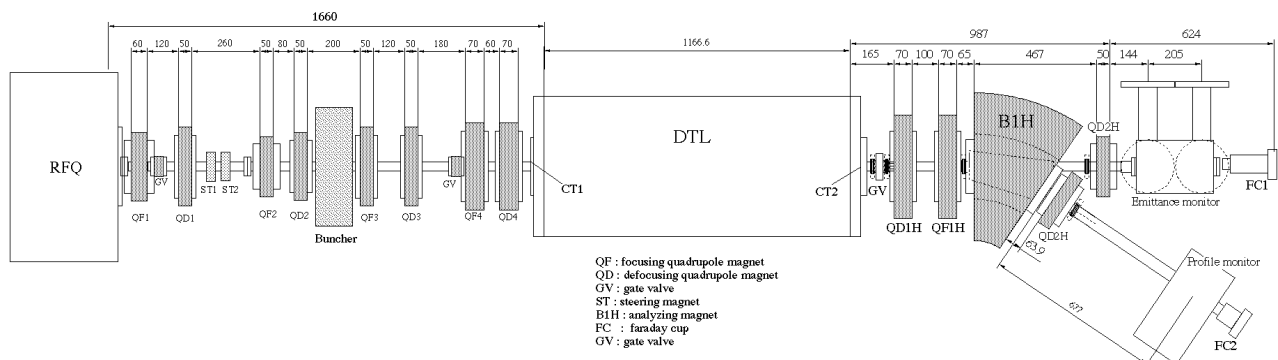 1660
60 120 50 260 50 80 50 200 50 120 50 180 70 60 70
1166.6
987
624
165 70 100 70 65 467 50 144 205
RFQ
DTL
B1H
QD2H
GV
ST1 ST2
GV
CT1
CT2
GV
FC1
QF1 QD1 QF2 QD2 QF3 QD3 QF4 QD4
Buncher
QD1H QF1H
Emittance monitor
QD2H
63.9
677
Profile monitor
FC2
QF : focusing quadrupole magnet
QD : defocusing quadrupole magnet
GV : gate valve
ST : steering magnet
B1H : analyzing magnet
FC : faraday cup
GV : gate valve